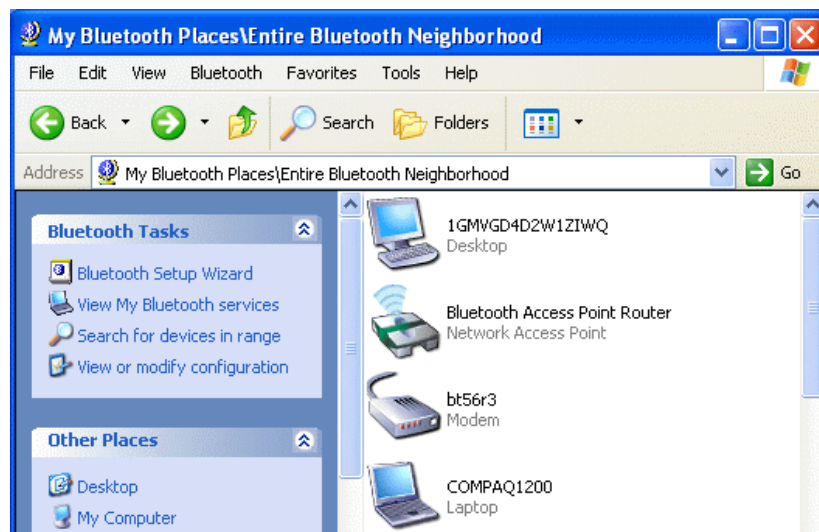 My Bluetooth Places\Entire Bluetooth Neighborhood
File Edit View Bluetooth Favorites Tools Help
Back Search Folders
Address My Bluetooth Places\Entire Bluetooth Neighborhood Go
Bluetooth Tasks
Bluetooth Setup Wizard
View My Bluetooth services
Search for devices in range
View or modify configuration
Other Places
Desktop
My Computer
1GMVGD4D2W1ZIWQ
Desktop
Bluetooth Access Point Router
Network Access Point
bt56r3
Modem
COMPAQ1200
Laptop